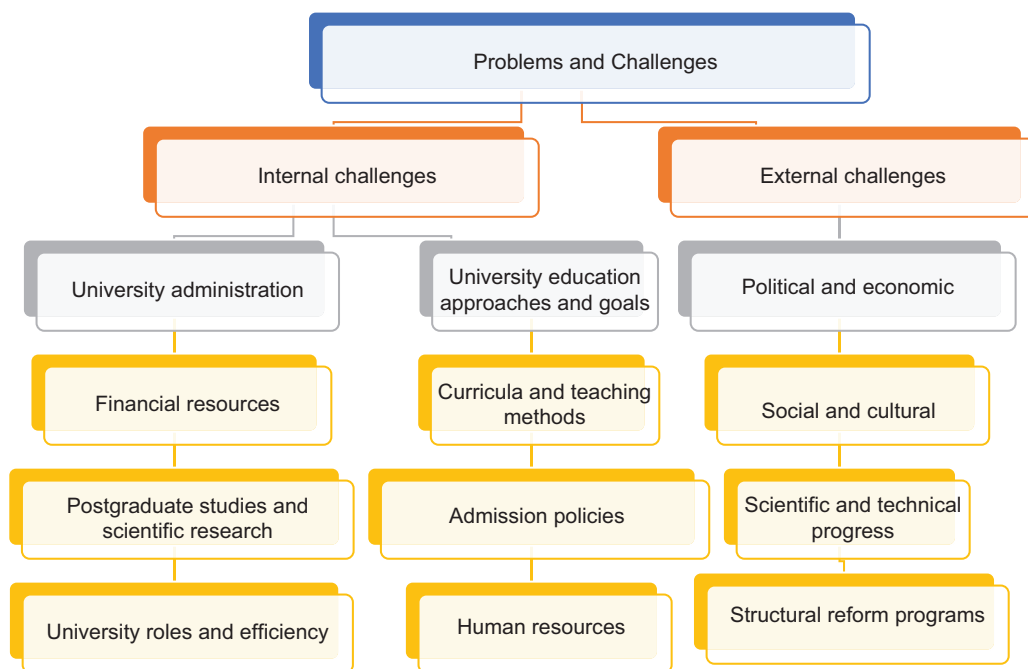 Problems and Challenges
Internal challenges
External challenges
University administration
University education
approaches and goals
Political and economic
Financial resources
Curricula and teaching
methods
Social and cultural
Postgraduate studies and
scientific research
Admission policies
Scientific and technical
progress
University roles and efficiency
Human resources
Structural reform programs